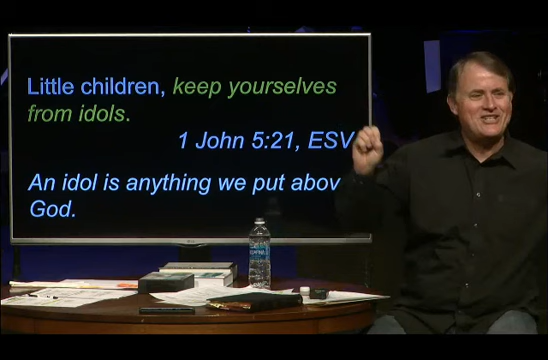 Little children, keep yourselves
from idols.
1 John 5:21, ESV
An idol is anything we put abov
God.